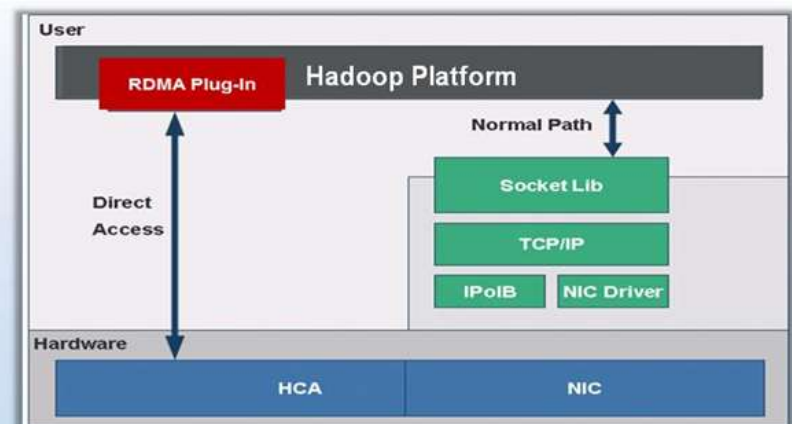 User
RDMA Plug-In
Hadoop Platform
Normal Path
Direct
Access
Socket Lib
TCP/IP
IPoIB
NIC Driver
Hardware
HCA
NIC